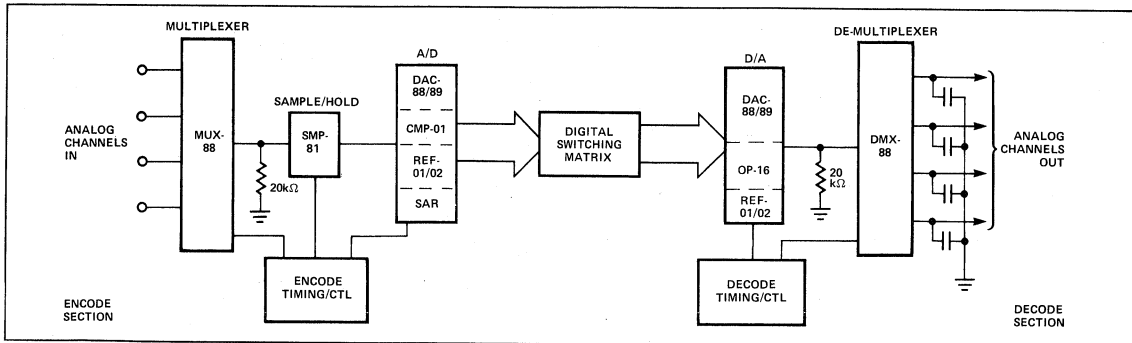 MULTIPLEXER
ANALOG
CHANNELS
IN
MUX-
88
20kΩ
SAMPLE/HOLD
SMP-
81
A/D
DAC-
88/89
CMP-01
REF-
01/02
SAR
ENCODE
TIMING/CTL
ENCODE
SECTION
DIGITAL
SWITCHING
MATRIX
D/A
DAC-
88/89
OP-16
REF-
01/02
20
kΩ
DECODE
TIMING/CTL
DE-MULTIPLEXER
DMX-
88
ANALOG
CHANNELS
OUT
DECODE
SECTION